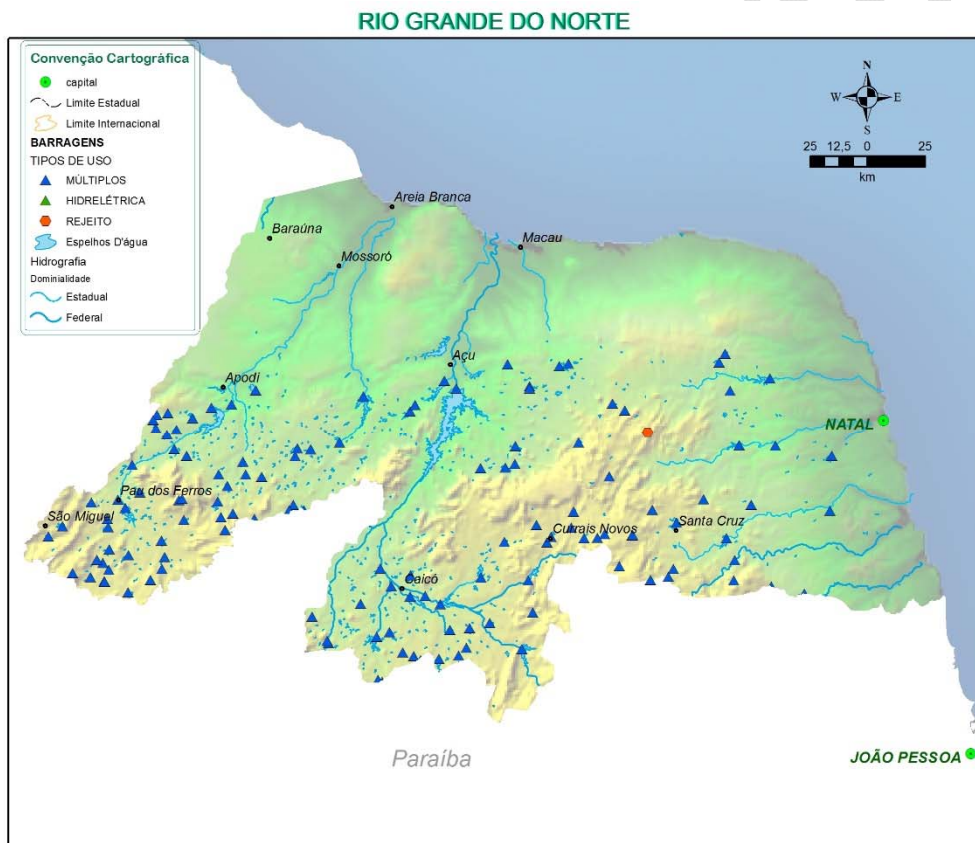 RIO GRANDE DO NORTE
Convenção Cartográfica
capital
Limite Estadual
Limite Internacional
BARRAGENS
TIPOS DE USO
MÚLTIPLOS
HIDRELÉTRICA
REJEITO
Espelhos D'água
Hidrografia
Dominialidade
Estadual
Federal
N
W E
S
25 12,5 0 25
km
Areia Branca
Baraúna
Macau
Mossoró
Açu
Apodi
NATAL
Pau dos Ferros
São Miguel
Santa Cruz
Currais Novos
Caicó
Paraíba
JOÃO PESSOA